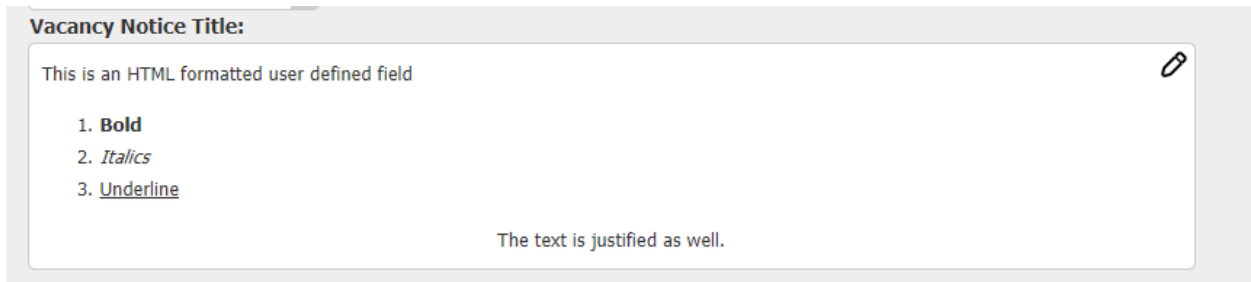 Vacancy Notice Title:
This is an HTML formatted user defined field
1. Bold
2. Italics
3. Underline
The text is justified as well.